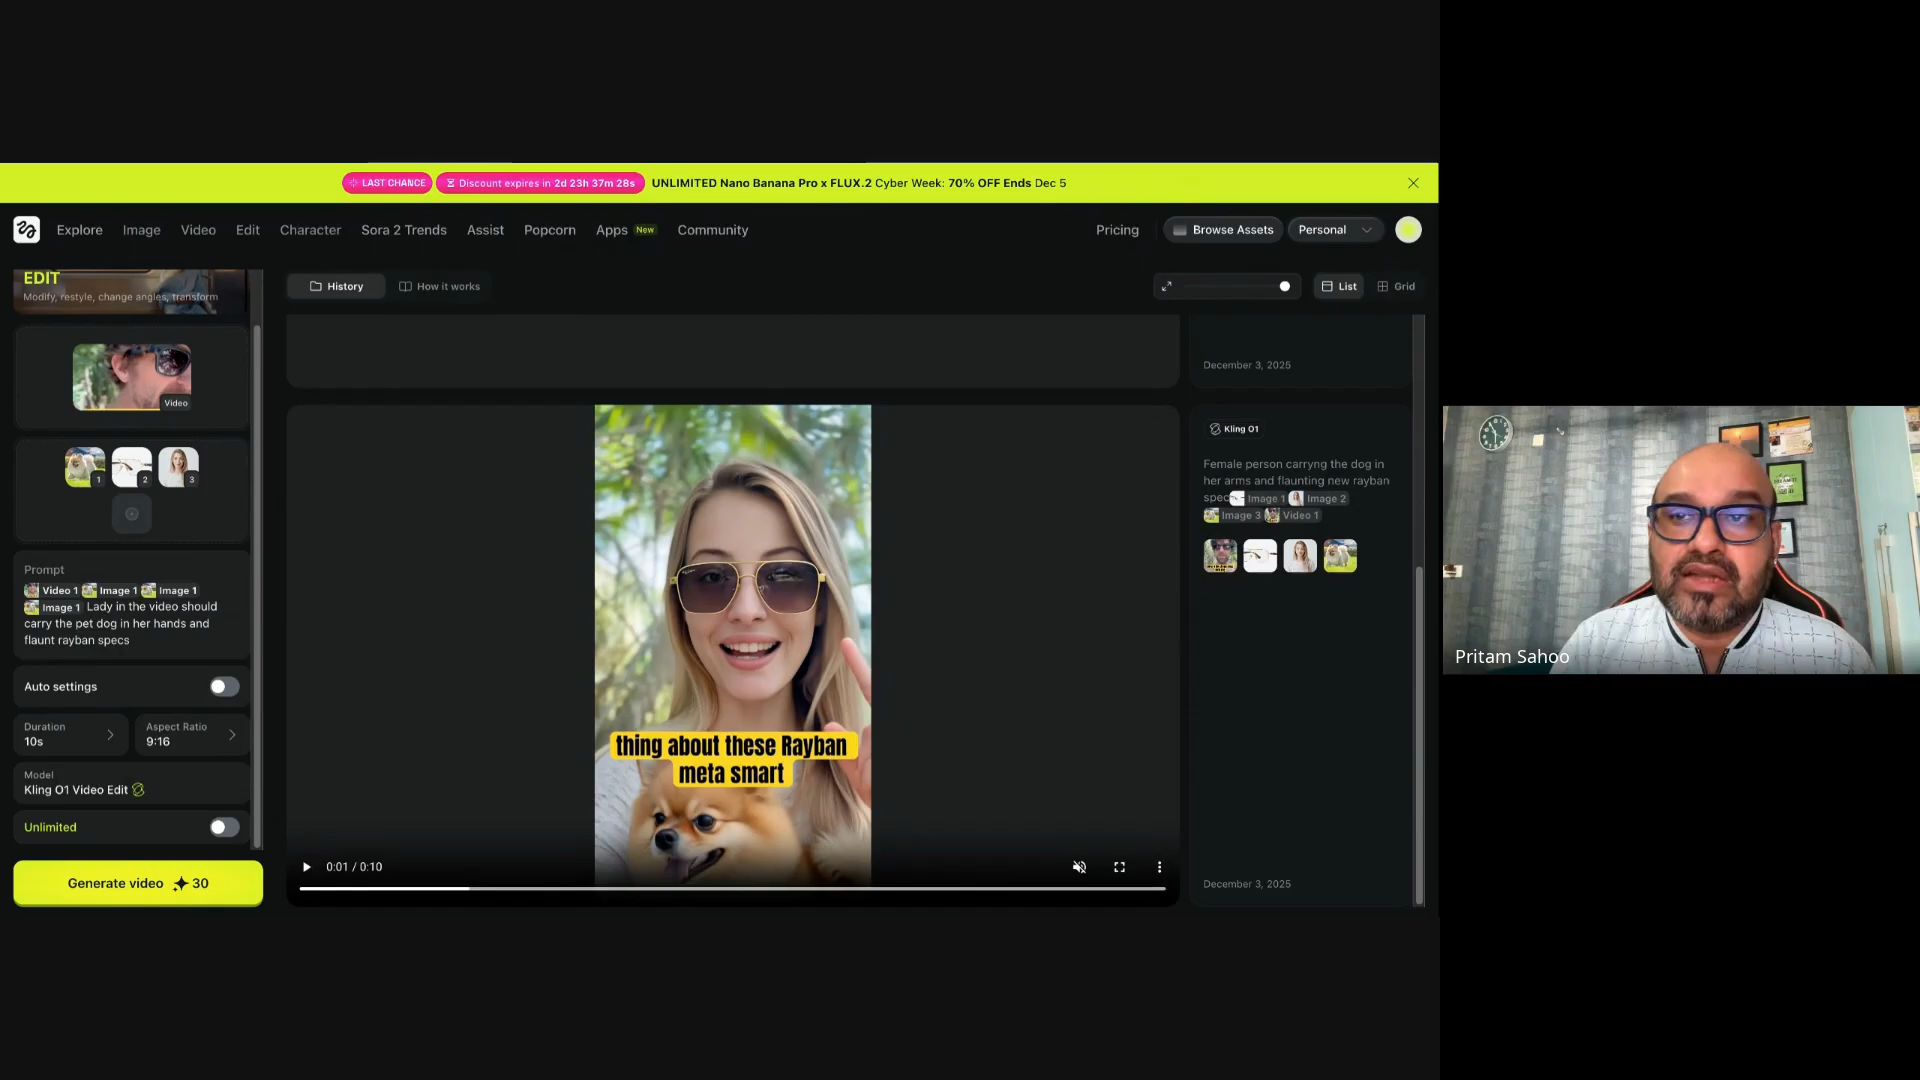 LAST CHANCE Discount expires in 2d 23h 37m 28s UNLIMITED Nano Banana Pro x FLUX.2 Cyber Week: 70% OFF Ends Dec 5
Explore Image Video Edit Character Sora 2 Trends Assist Popcorn Apps New Community Pricing Browse Assets Personal
EDIT
Modify, restyle, change angles, transform
Video
1 2 3
Prompt
Video 1 Image 1 Image 1
Image 1 Lady in the video should
carry the pet dog in her hands and
flaunt rayban specs
Auto settings
Duration
10s
Aspect Ratio
9:16
Model
Kling O1 Video Edit
Unlimited
Generate video 30
History How it works List Grid
December 3, 2025
thing about these Rayban
meta smart
0:01 / 0:10
Kling O1
Female person carryng the dog in
her arms and flaunting new rayban
spec Image 1 Image 2
Image 3 Video 1
December 3, 2025
Pritam Sahoo